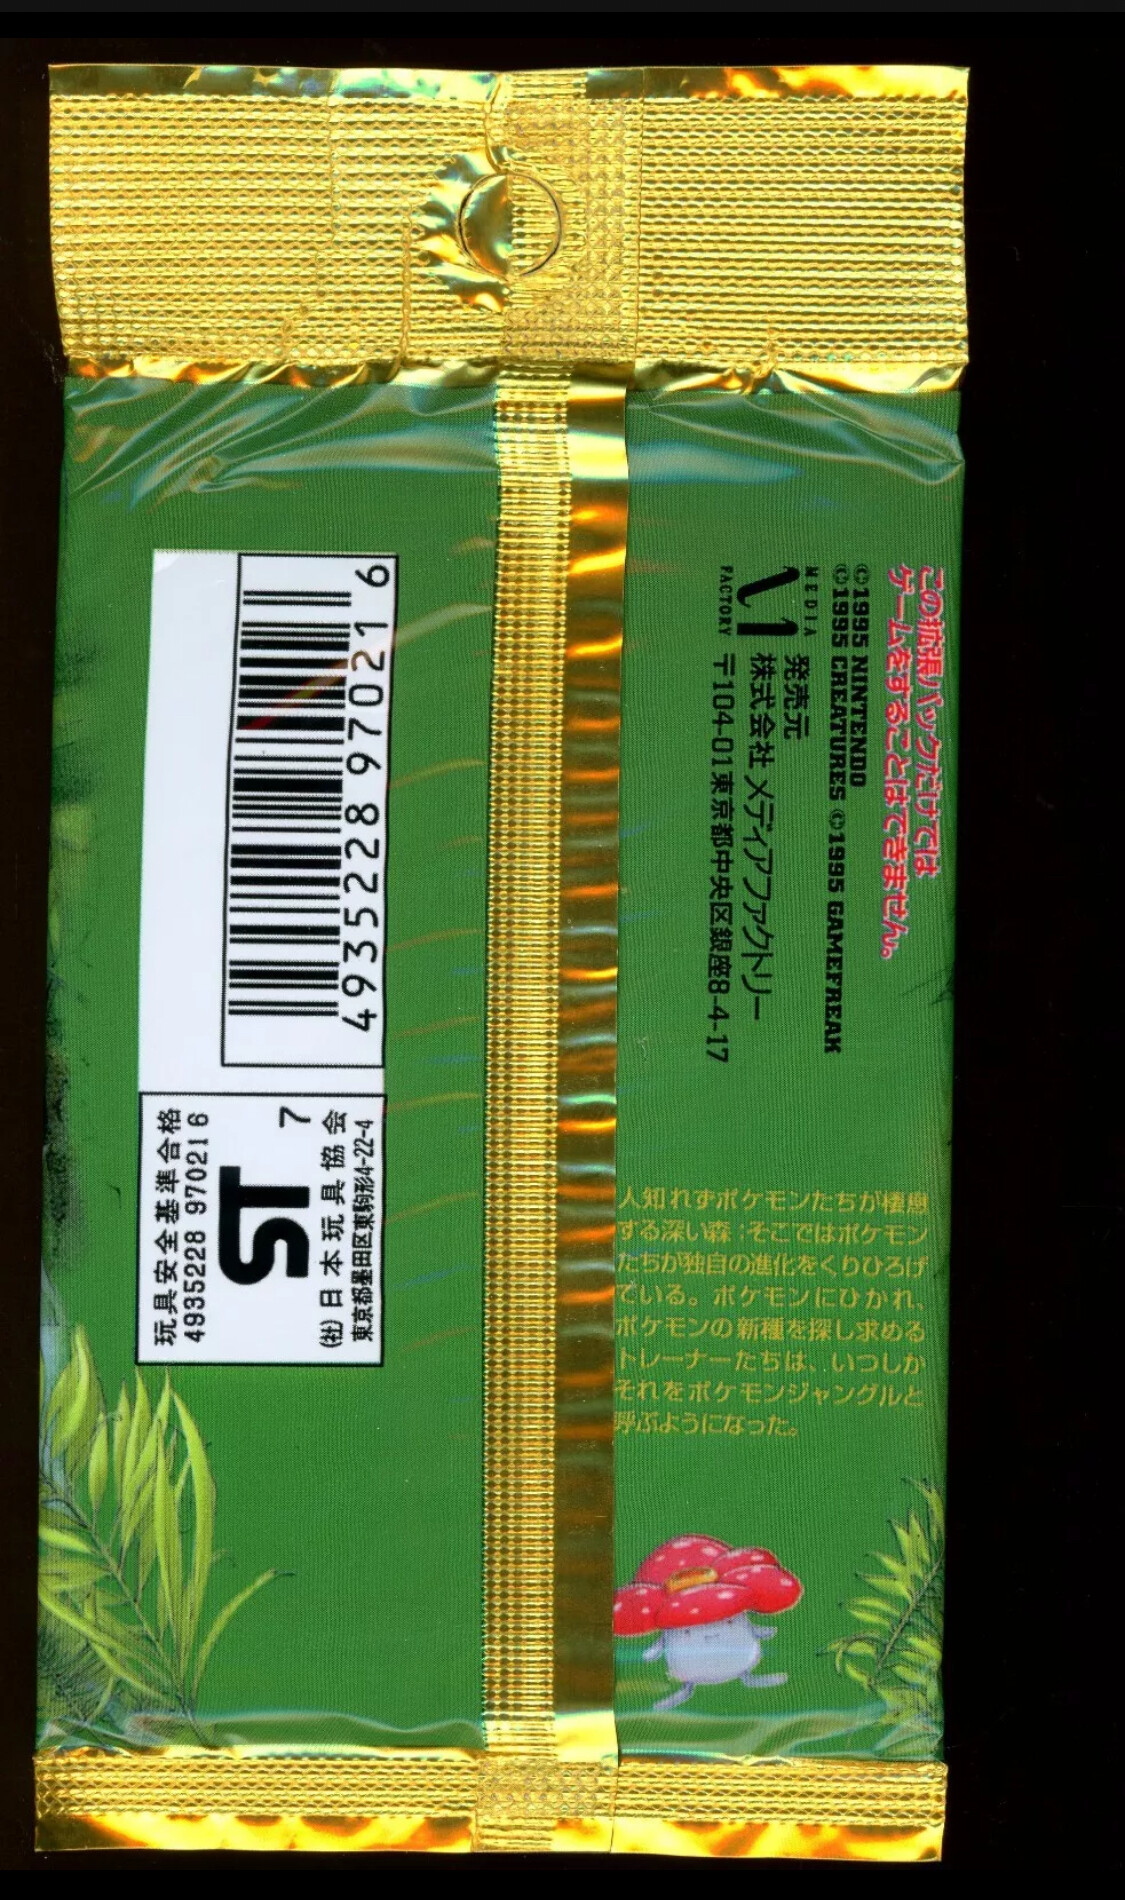 この拡張パックだけでは
ゲームをすることはできません。
©1995 NINTENDO
©1995 CREATURES ©1995 GAMEFREAK
MEDIA
FACTORY
発売元
株式会社 メディアファクトリー
〒104-01東京都中央区銀座8-4-17
人知れずポケモンたちが棲息
する深い森:そこではポケモン
たちが独自の進化をくりひろげ
ている。ポケモンにひかれ、
ポケモンの新種を探し求める
トレーナーたちは、いつしか
それをポケモンジャングルと
呼ぶようになった。
4935228 970216
玩具安全基準合格
4935228 970216
ST
7
(社)日本玩具協会
東京都墨田区東駒形4-22-4